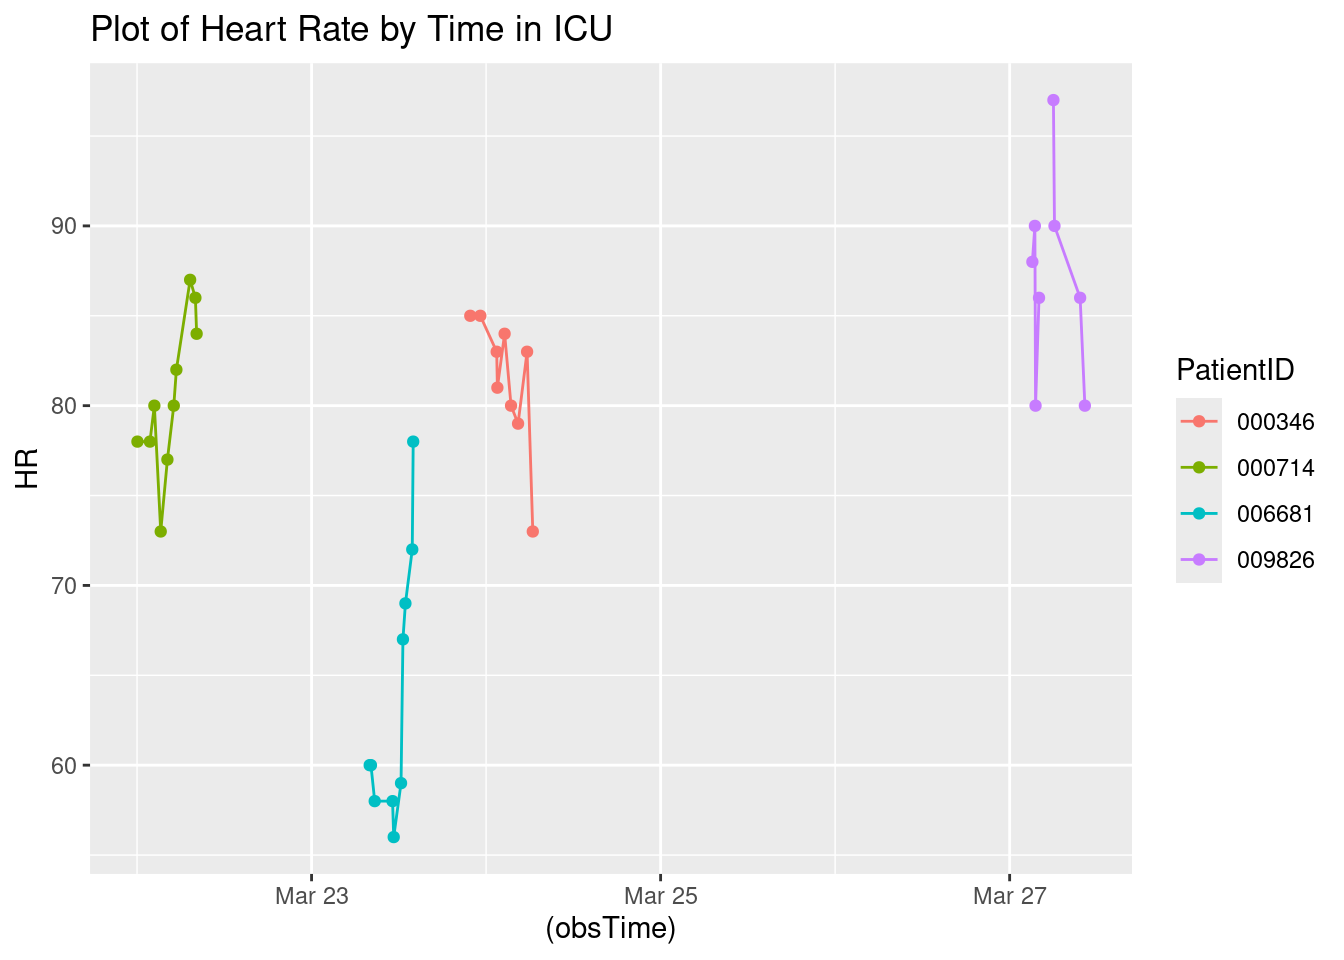 Plot of Heart Rate by Time in ICU
90
80
70
60
HR
Mar 23
Mar 25
Mar 27
(obsTime)
PatientID
000346
000714
006681
009826